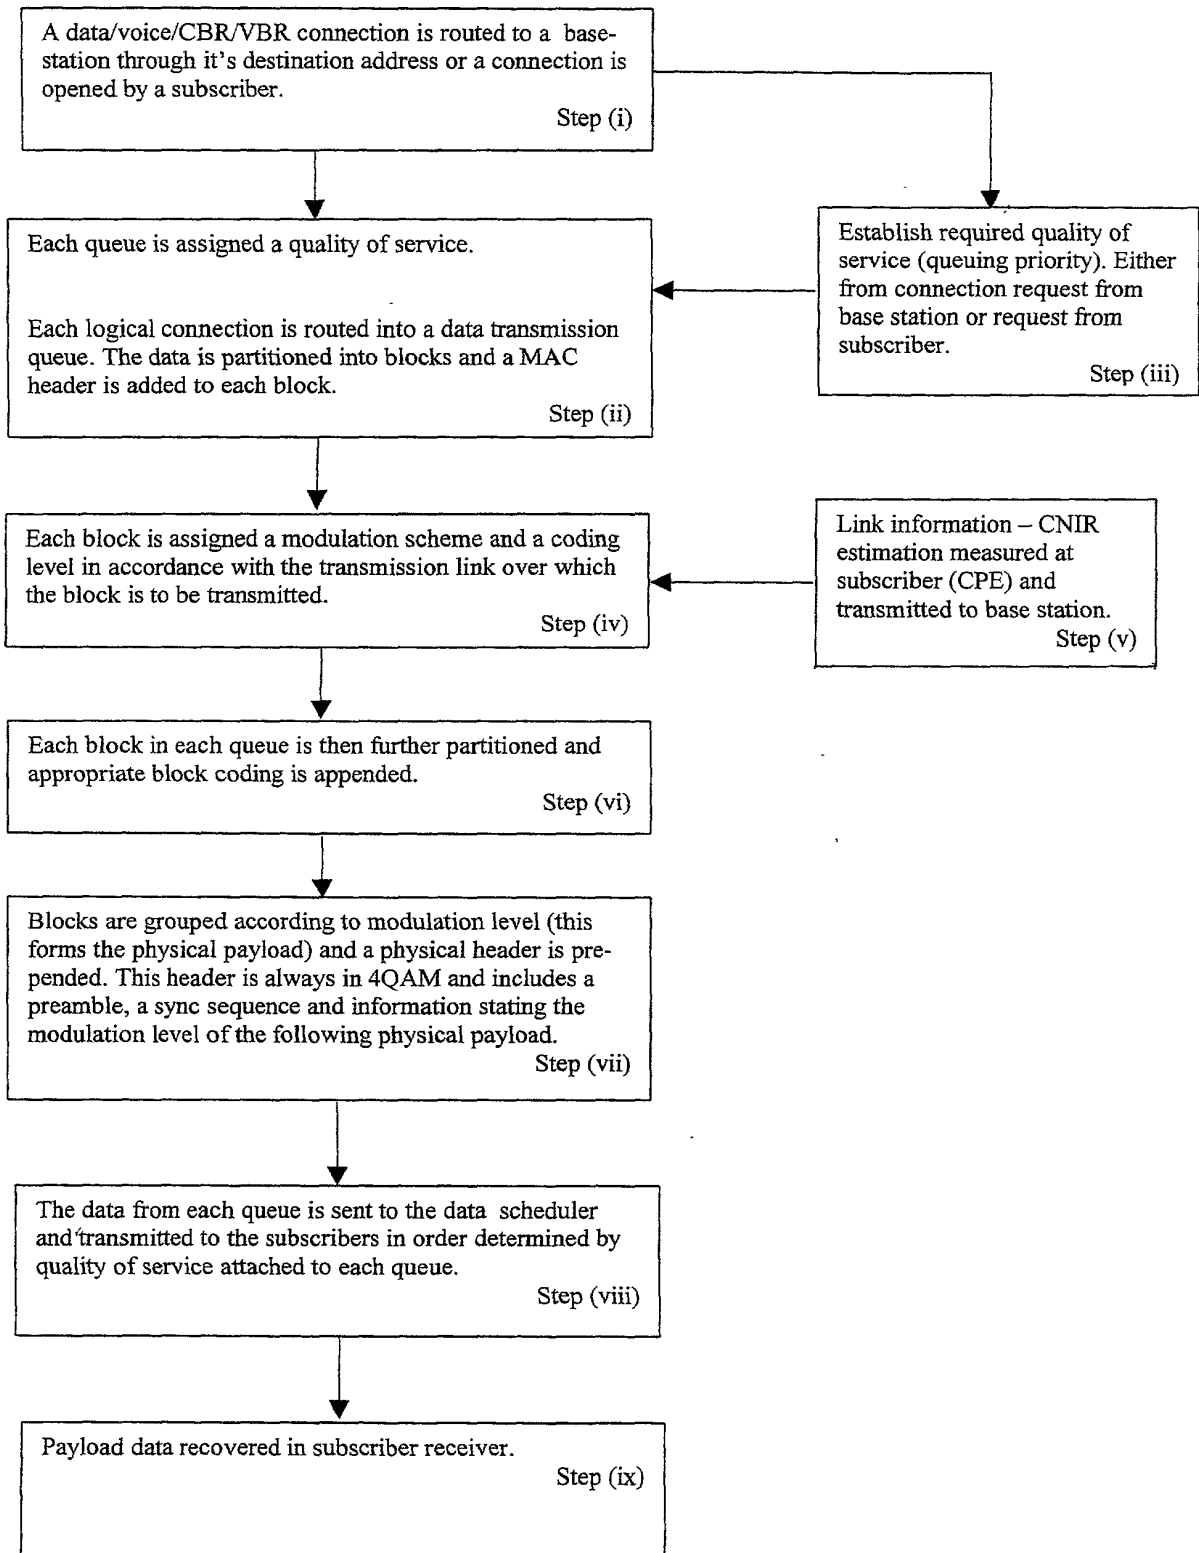 A data/voice/CBR/VBR connection is routed to a base-
station through it's destination address or a connection is
opened by a subscriber.
Step (i)
Each queue is assigned a quality of service.
Each logical connection is routed into a data transmission
queue. The data is partitioned into blocks and a MAC
header is added to each block.
Step (ii)
Establish required quality of
service (queuing priority). Either
from connection request from
base station or request from
subscriber.
Step (iii)
Each block is assigned a modulation scheme and a coding
level in accordance with the transmission link over which
the block is to be transmitted.
Step (iv)
Link information – CNIR
estimation measured at
subscriber (CPE) and
transmitted to base station.
Step (v)
Each block in each queue is then further partitioned and
appropriate block coding is appended.
Step (vi)
Blocks are grouped according to modulation level (this
forms the physical payload) and a physical header is pre-
pended. This header is always in 4QAM and includes a
preamble, a sync sequence and information stating the
modulation level of the following physical payload.
Step (vii)
The data from each queue is sent to the data scheduler
and transmitted to the subscribers in order determined by
quality of service attached to each queue.
Step (viii)
Payload data recovered in subscriber receiver.
Step (ix)